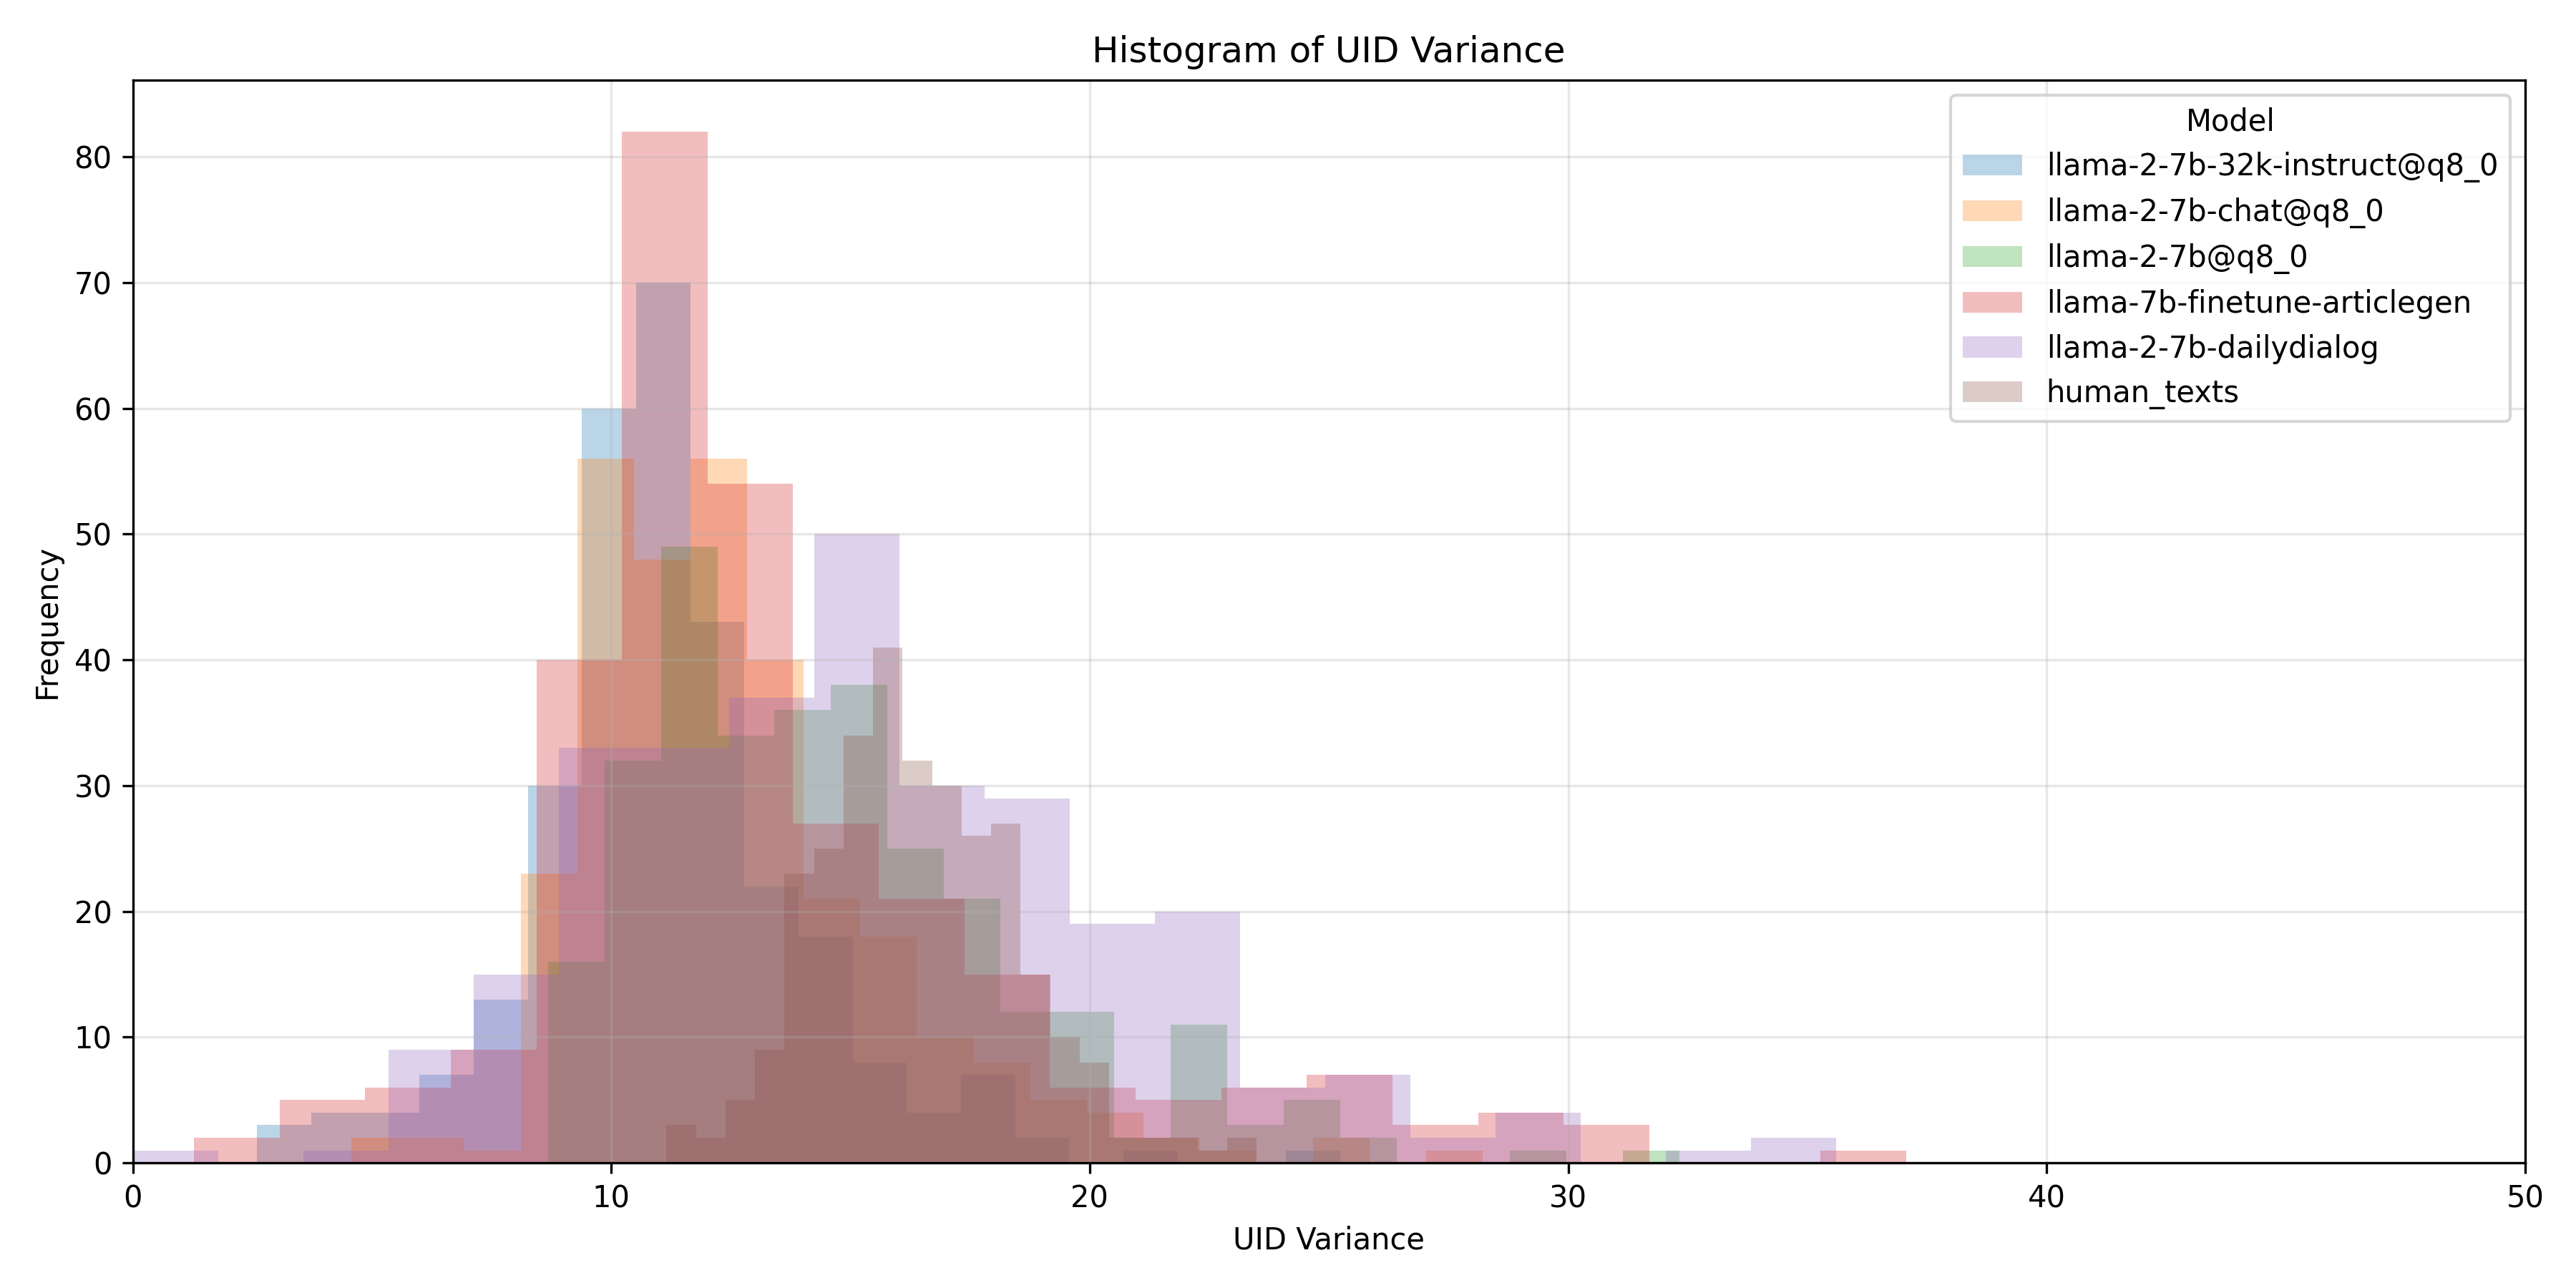 Histogram of UID Variance
Model
llama-2-7b-32k-instruct@q8_0
llama-2-7b-chat@q8_0
llama-2-7b@q8_0
llama-7b-finetune-articlegen
llama-2-7b-dailydialog
human_texts
Frequency
80
70
60
50
40
30
20
10
0
0 10 20 30 40 50
UID Variance